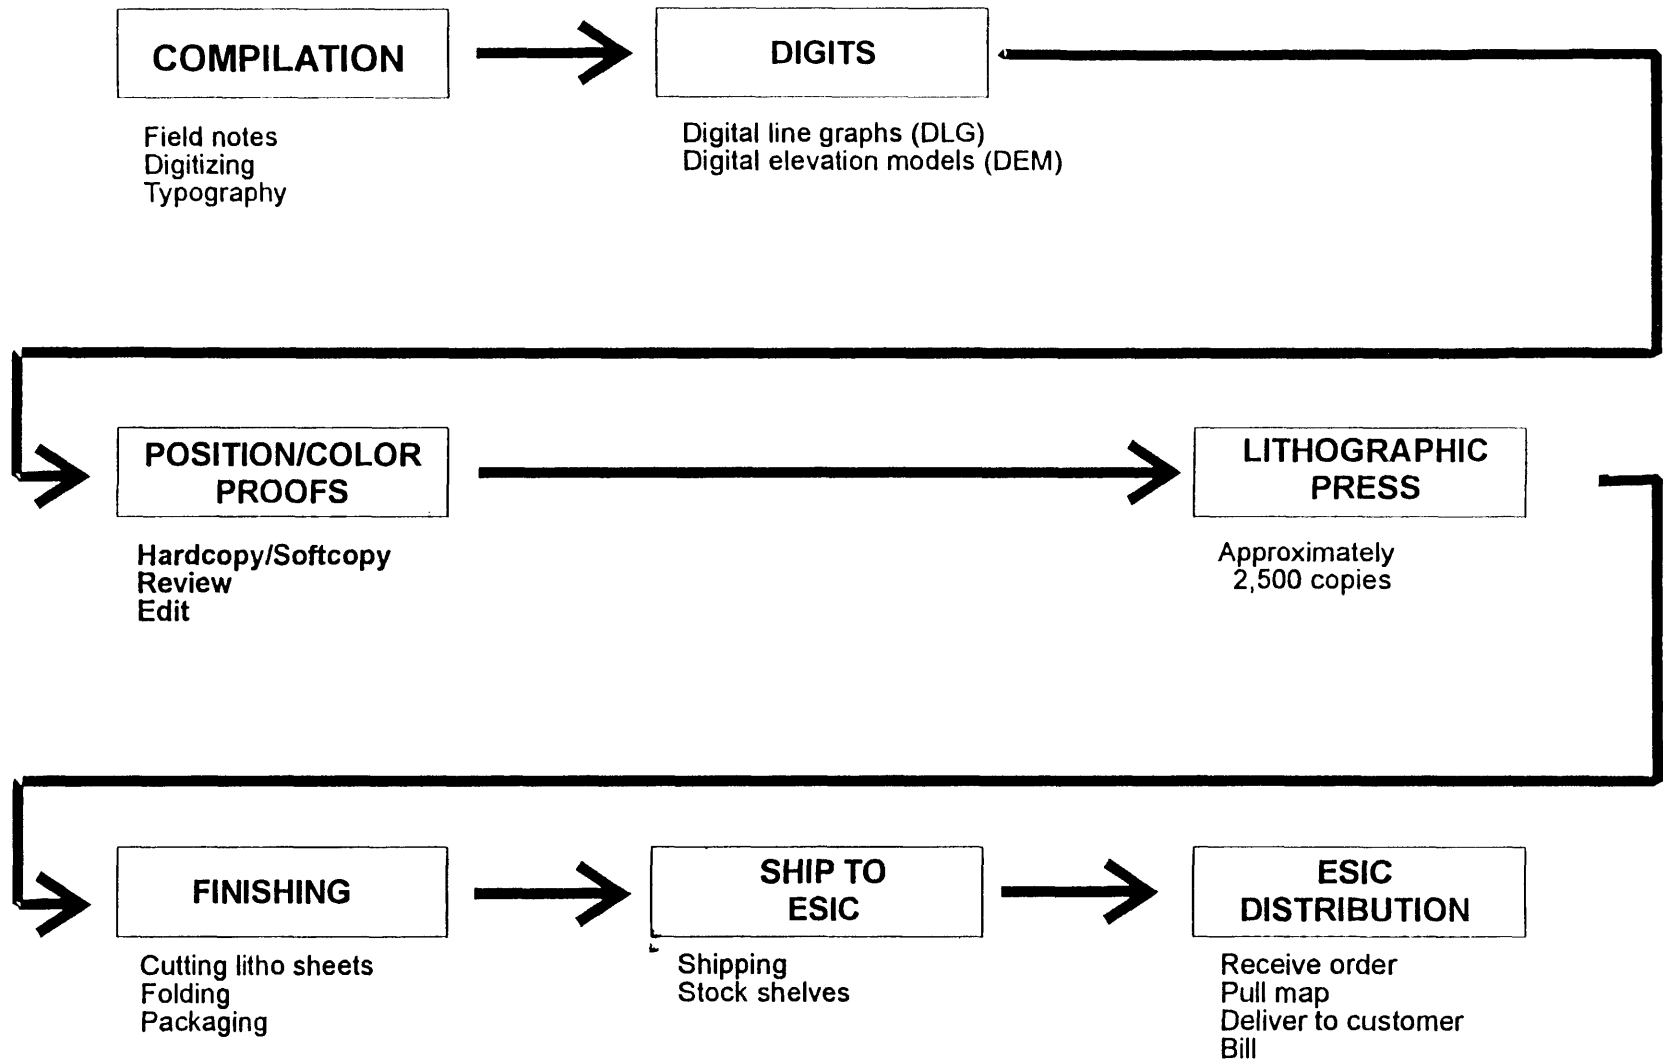 COMPILATION
Field notes
Digitizing
Typography
DIGITS
Digital line graphs (DLG)
Digital elevation models (DEM)
POSITION/COLOR
PROOFS
Hardcopy/Softcopy
Review
Edit
LITHOGRAPHIC
PRESS
Approximately
2,500 copies
FINISHING
Cutting litho sheets
Folding
Packaging
SHIP TO
ESIC
Shipping
Stock shelves
ESIC
DISTRIBUTION
Receive order
Pull map
Deliver to customer
Bill